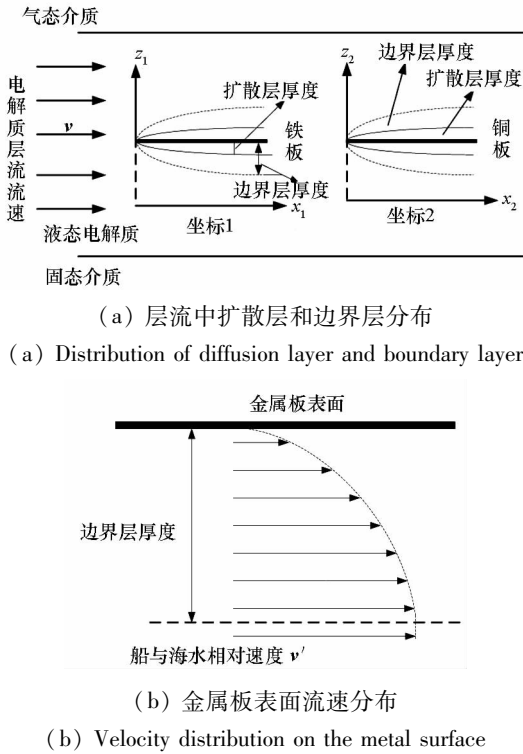 气态介质
电解质层流流速
v
z₁
扩散层厚度
铁板
边界层厚度
x₁
坐标1
z₂
边界层厚度
扩散层厚度
铜板
x₂
坐标2
液态电解质
固态介质
(a) 层流中扩散层和边界层分布
(a) Distribution of diffusion layer and boundary layer
金属板表面
边界层厚度
船与海水相对速度 v′
(b) 金属板表面流速分布
(b) Velocity distribution on the metal surface